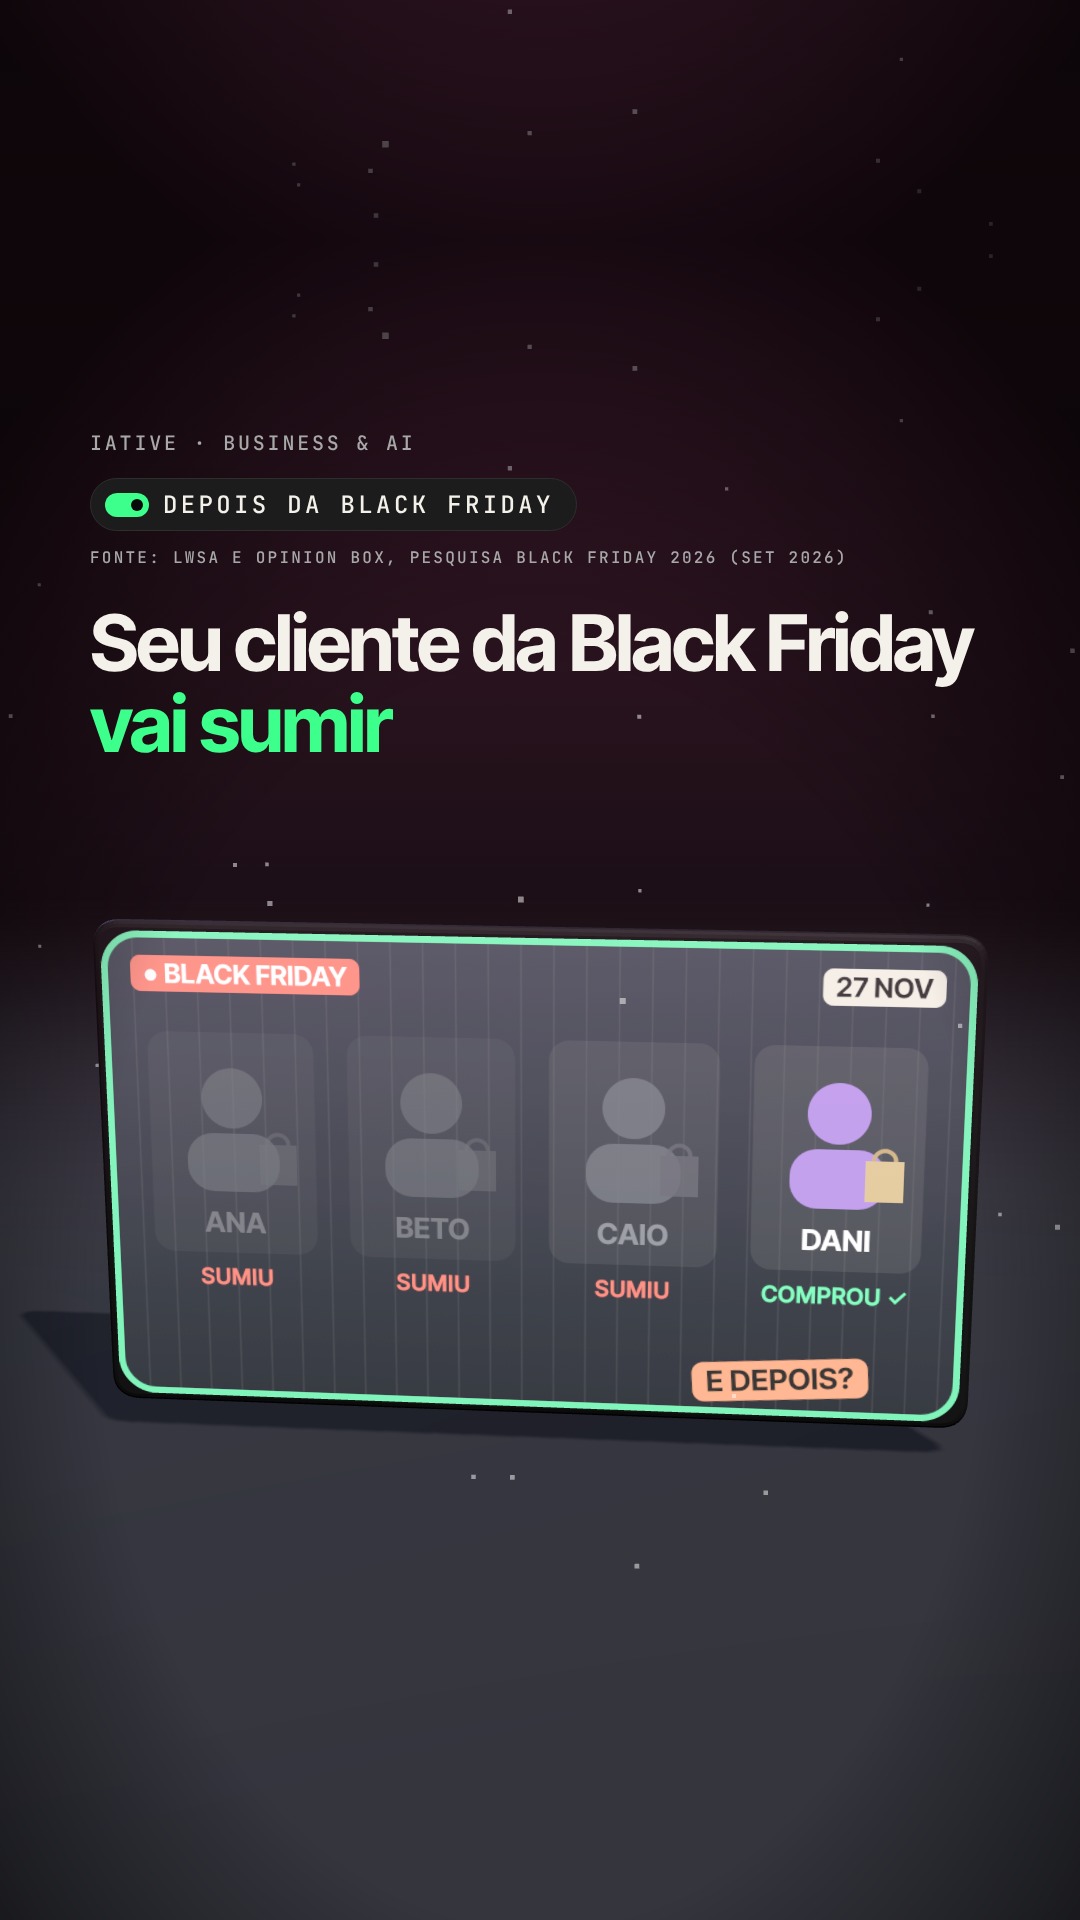 IATIVE · BUSINESS & AI
DEPOIS DA BLACK FRIDAY
FONTE: LWSA E OPINION BOX, PESQUISA BLACK FRIDAY 2026 (SET 2026)
Seu cliente da Black Friday
vai sumir
● BLACK FRIDAY
27 NOV
ANA
BETO
CAIO
DANI
SUMIU
SUMIU
SUMIU
COMPROU ✓
E DEPOIS?